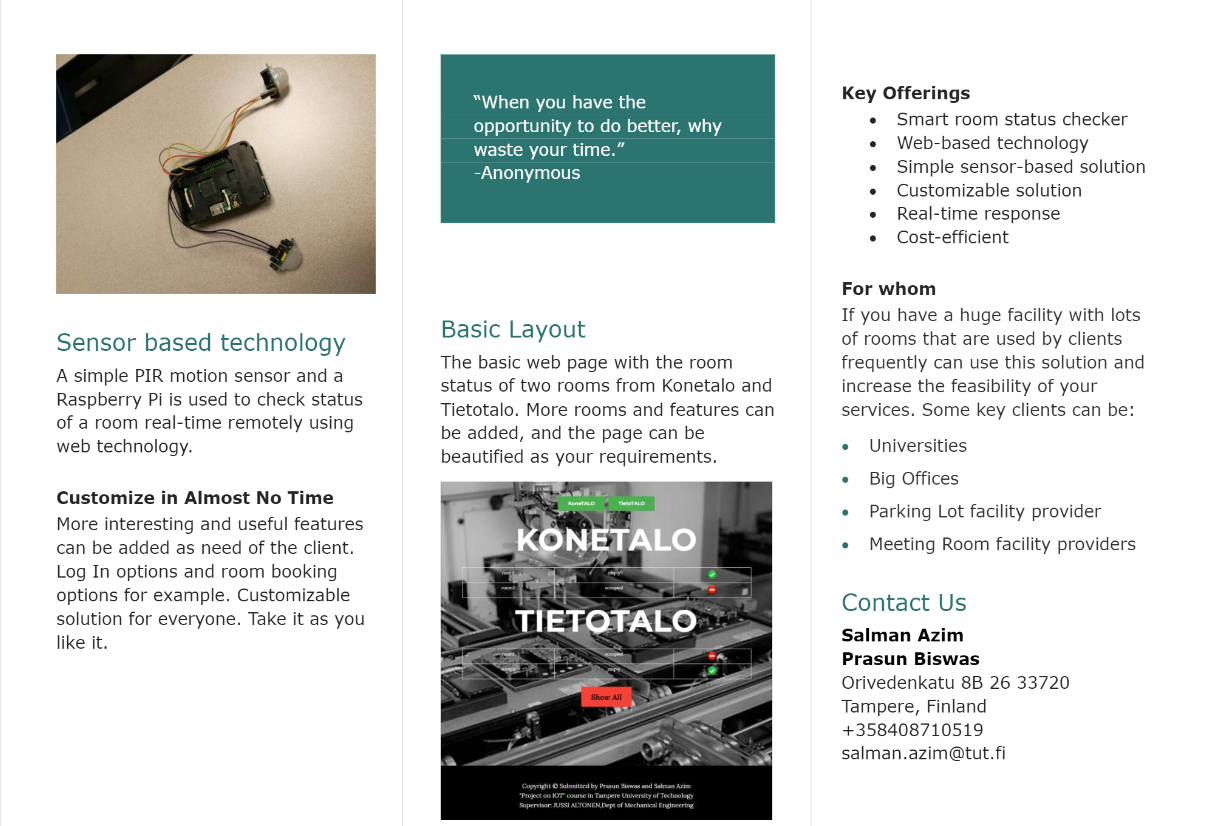 Sensor based technology
A simple PIR motion sensor and a
Raspberry Pi is used to check status
of a room real-time remotely using
web technology.
Customize in Almost No Time
More interesting and useful features
can be added as need of the client.
Log In options and room booking
options for example. Customizable
solution for everyone. Take it as you
like it.
“When you have the
opportunity to do better, why
waste your time.”
-Anonymous
Basic Layout
The basic web page with the room
status of two rooms from Konetalo and
Tietotalo. More rooms and features can
be added, and the page can be
beautified as your requirements.
KoneTALO TietoTALO
KONETALO
room1 empty
room2 occupied
TIETOTALO
room1 occupied
empty
Show All
Copyright © Submitted by Prasun Biswas and Salman Azim
"Project on IOT" course in Tampere University of Technology
Supervisor: JUSSI ALTONEN,Dept of Mechanical Engineering
Key Offerings
• Smart room status checker
• Web-based technology
• Simple sensor-based solution
• Customizable solution
• Real-time response
• Cost-efficient
For whom
If you have a huge facility with lots
of rooms that are used by clients
frequently can use this solution and
increase the feasibility of your
services. Some key clients can be:
• Universities
• Big Offices
• Parking Lot facility provider
• Meeting Room facility providers
Contact Us
Salman Azim
Prasun Biswas
Orivedenkatu 8B 26 33720
Tampere, Finland
+358408710519
salman.azim@tut.fi